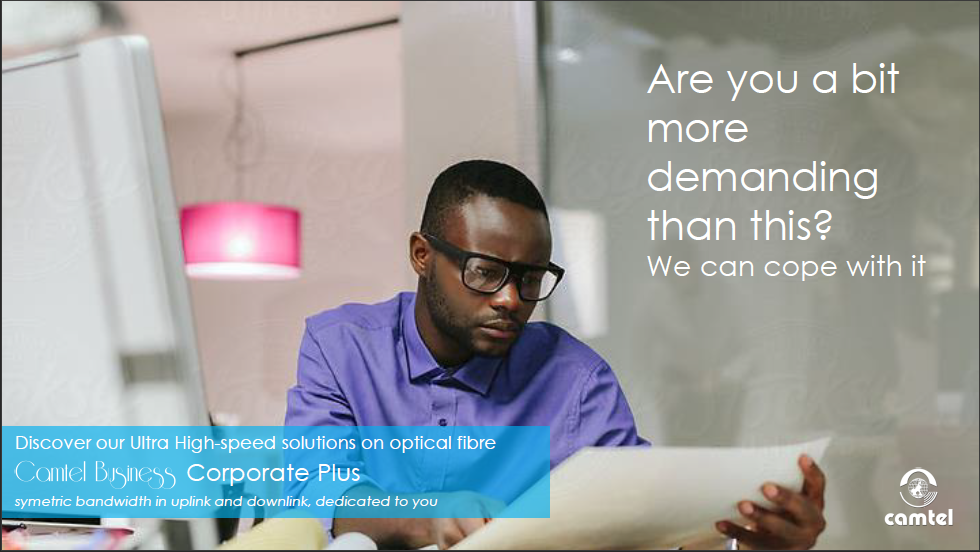 Are you a bit
more
demanding
than this?
We can cope with it
Discover our Ultra High-speed solutions on optical fibre
Camtel Business Corporate Plus
symetric bandwidth in uplink and downlink, dedicated to you
camtel